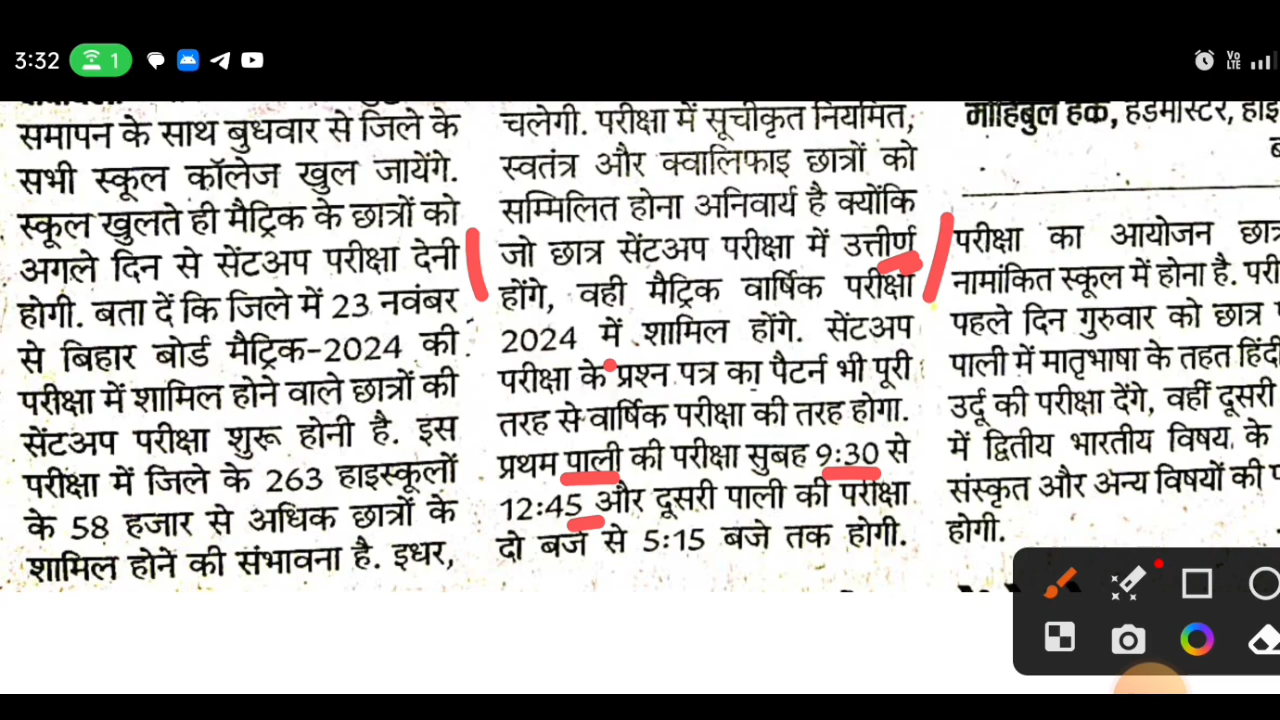 3:32
1
Vo
LTE
समापन के साथ बुधवार से जिले के
सभी स्कूल कॉलेज खुल जायेंगे.
स्कूल खुलते ही मैट्रिक के छात्रों को
अगले दिन से सेंटअप परीक्षा देनी
होगी. बता दें कि जिले में 23 नवंबर
से बिहार बोर्ड मैट्रिक-2024 की
परीक्षा में शामिल होने वाले छात्रों की
सेंटअप परीक्षा शुरू होनी है. इस
परीक्षा में जिले के 263 हाइस्कूलों
के 58 हजार से अधिक छात्रों के
शामिल होने की संभावना है. इधर,
चलेगी. परीक्षा में सूचीकृत नियमित,
स्वतंत्र और क्वालिफाइ छात्रों को
सम्मिलित होना अनिवार्य है क्योंकि
जो छात्र सेंटअप परीक्षा में उत्तीर्ण
होंगे, वही मैट्रिक वार्षिक परीक्षा
2024 में शामिल होंगे. सेंटअप
परीक्षा के प्रश्न पत्र का पैटर्न भी पूरी
तरह से वार्षिक परीक्षा की तरह होगा.
प्रथम पाली की परीक्षा सुबह 9:30 से
12:45 और दूसरी पाली की परीक्षा
दो बजे से 5:15 बजे तक होगी.
मोहिबुल हक, हेडमास्टर, हाइ
परीक्षा का आयोजन
नामांकित स्कूल में होना है.
पहले दिन गुरुवार को छात्र
पाली में मातृभाषा के तहत हिंदी
उर्दू की परीक्षा देंगे, वहीं दूसरी
में द्वितीय भारतीय विषय के
संस्कृत और अन्य विषयों की
होगी.